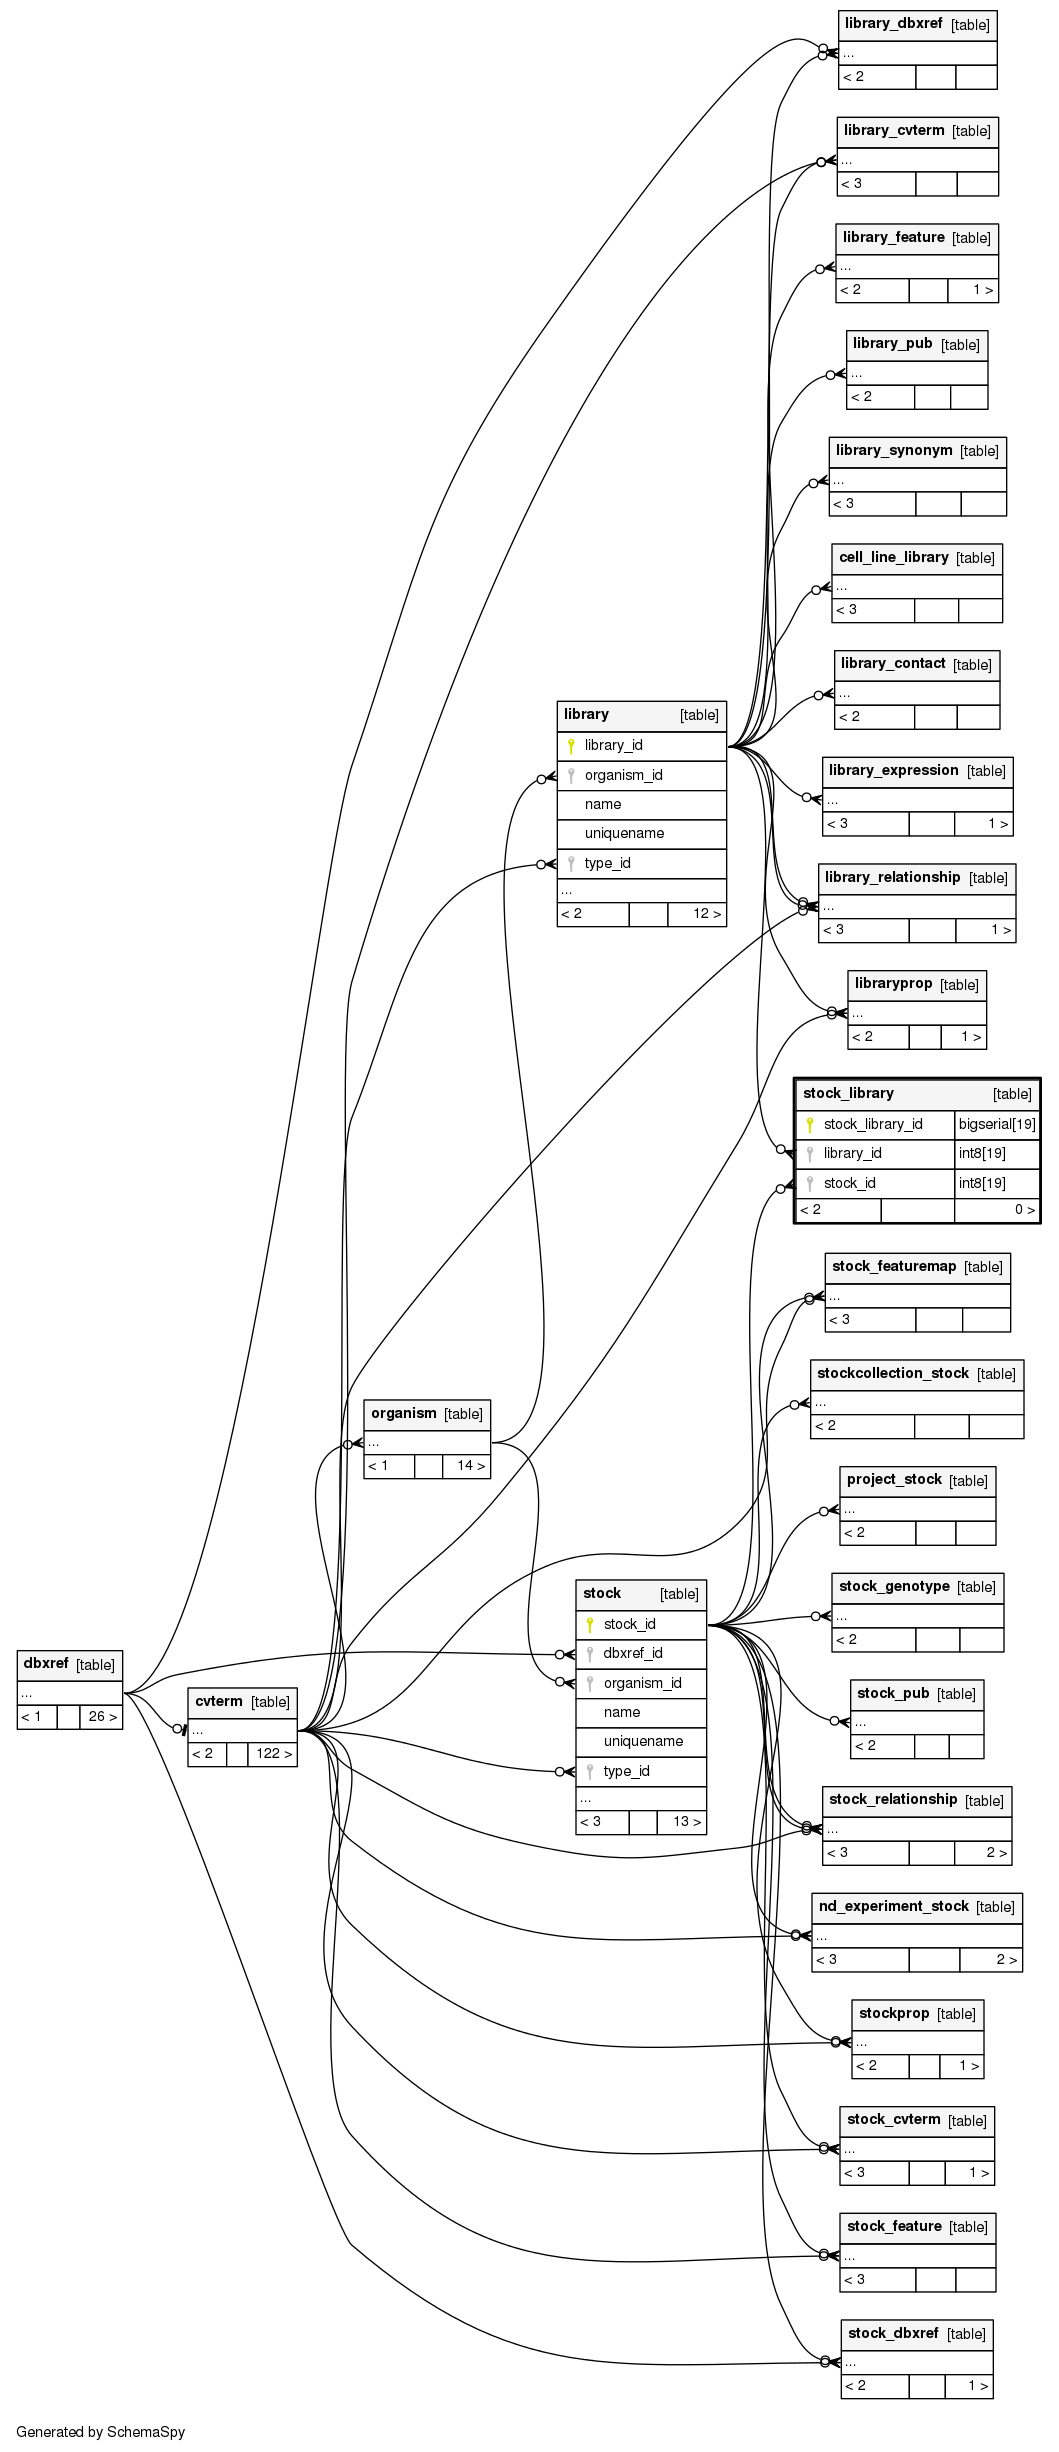 library_dbxref [table]
...
< 2
library_cvterm [table]
...
< 3
library_feature [table]
...
< 2 1 >
library_pub [table]
...
< 2
library_synonym [table]
...
< 3
cell_line_library [table]
...
< 3
library_contact [table]
...
< 2
library [table]
library_id
organism_id
name
uniquename
type_id
...
< 2 12 >
library_expression [table]
...
< 3 1 >
library_relationship [table]
...
< 3 1 >
libraryprop [table]
...
< 2 1 >
stock_library [table]
stock_library_id bigserial[19]
library_id int8[19]
stock_id int8[19]
< 2 0 >
stock_featuremap [table]
...
< 3
stockcollection_stock [table]
...
< 2
organism [table]
...
< 1 14 >
project_stock [table]
...
< 2
stock_genotype [table]
...
< 2
stock [table]
stock_id
dbxref_id
organism_id
name
uniquename
type_id
...
< 3 13 >
dbxref [table]
...
< 1 26 >
cvterm [table]
...
< 2 122 >
stock_pub [table]
...
< 2
stock_relationship [table]
...
< 3 2 >
nd_experiment_stock [table]
...
< 3 2 >
stockprop [table]
...
< 2 1 >
stock_cvterm [table]
...
< 3 1 >
stock_feature [table]
...
< 3
stock_dbxref [table]
...
< 2 1 >
Generated by SchemaSpy